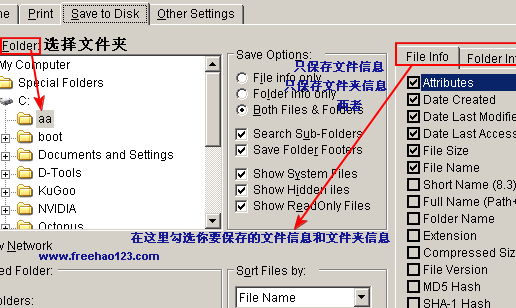 me
Print
Save to Disk
Other Settings
Folder:
选择文件夹
My Computer
Special Folders
C:
aa
boot
Documents and Settings
D-Tools
KuGoo
NVIDIA
Octopus
w Network
www.freehao123.com
ed Folder:
olders.
Save Options:
File info only
只保存文件信息
Folder info only
只保存文件夹信息
Both Files & Folders
两者
Search Sub-Folders
Save Folder Footers
Show System Files
Show Hidden files
Show ReadOnly Files
在这里勾选你要保存的文件信息和文件夹信息
Sort Files by:
File Name
File Info
Folder In
Attributes
Date Created
Date Last Modifie
Date Last Access
File Size
File Name
Short Name (8.3)
Full Name (Path+
Folder Name
Extension
Compressed Size
File Version
MD5 Hash
SHA-1 Hash